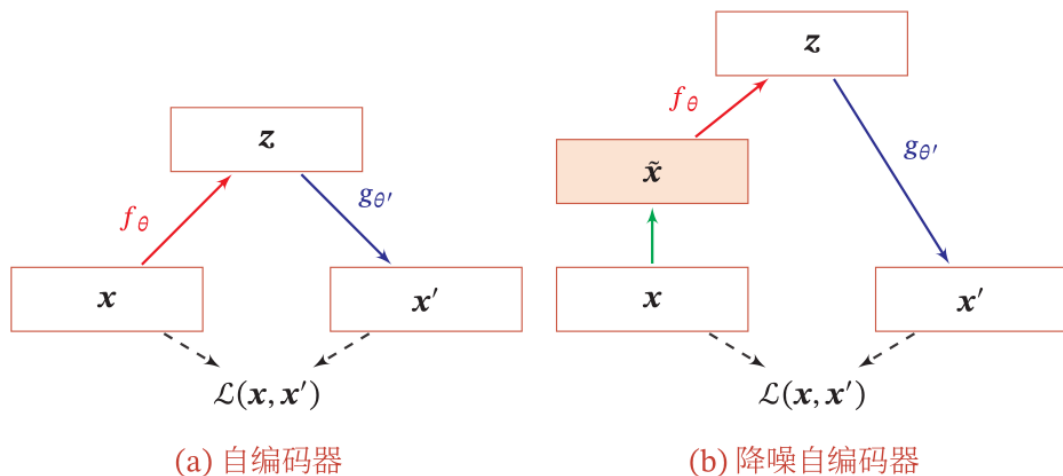 z
f_θ
g_θ′
x
x′
ℒ(x, x′)
(a) 自编码器
z
f_θ
x̃
g_θ′
x
x′
ℒ(x, x′)
(b) 降噪自编码器